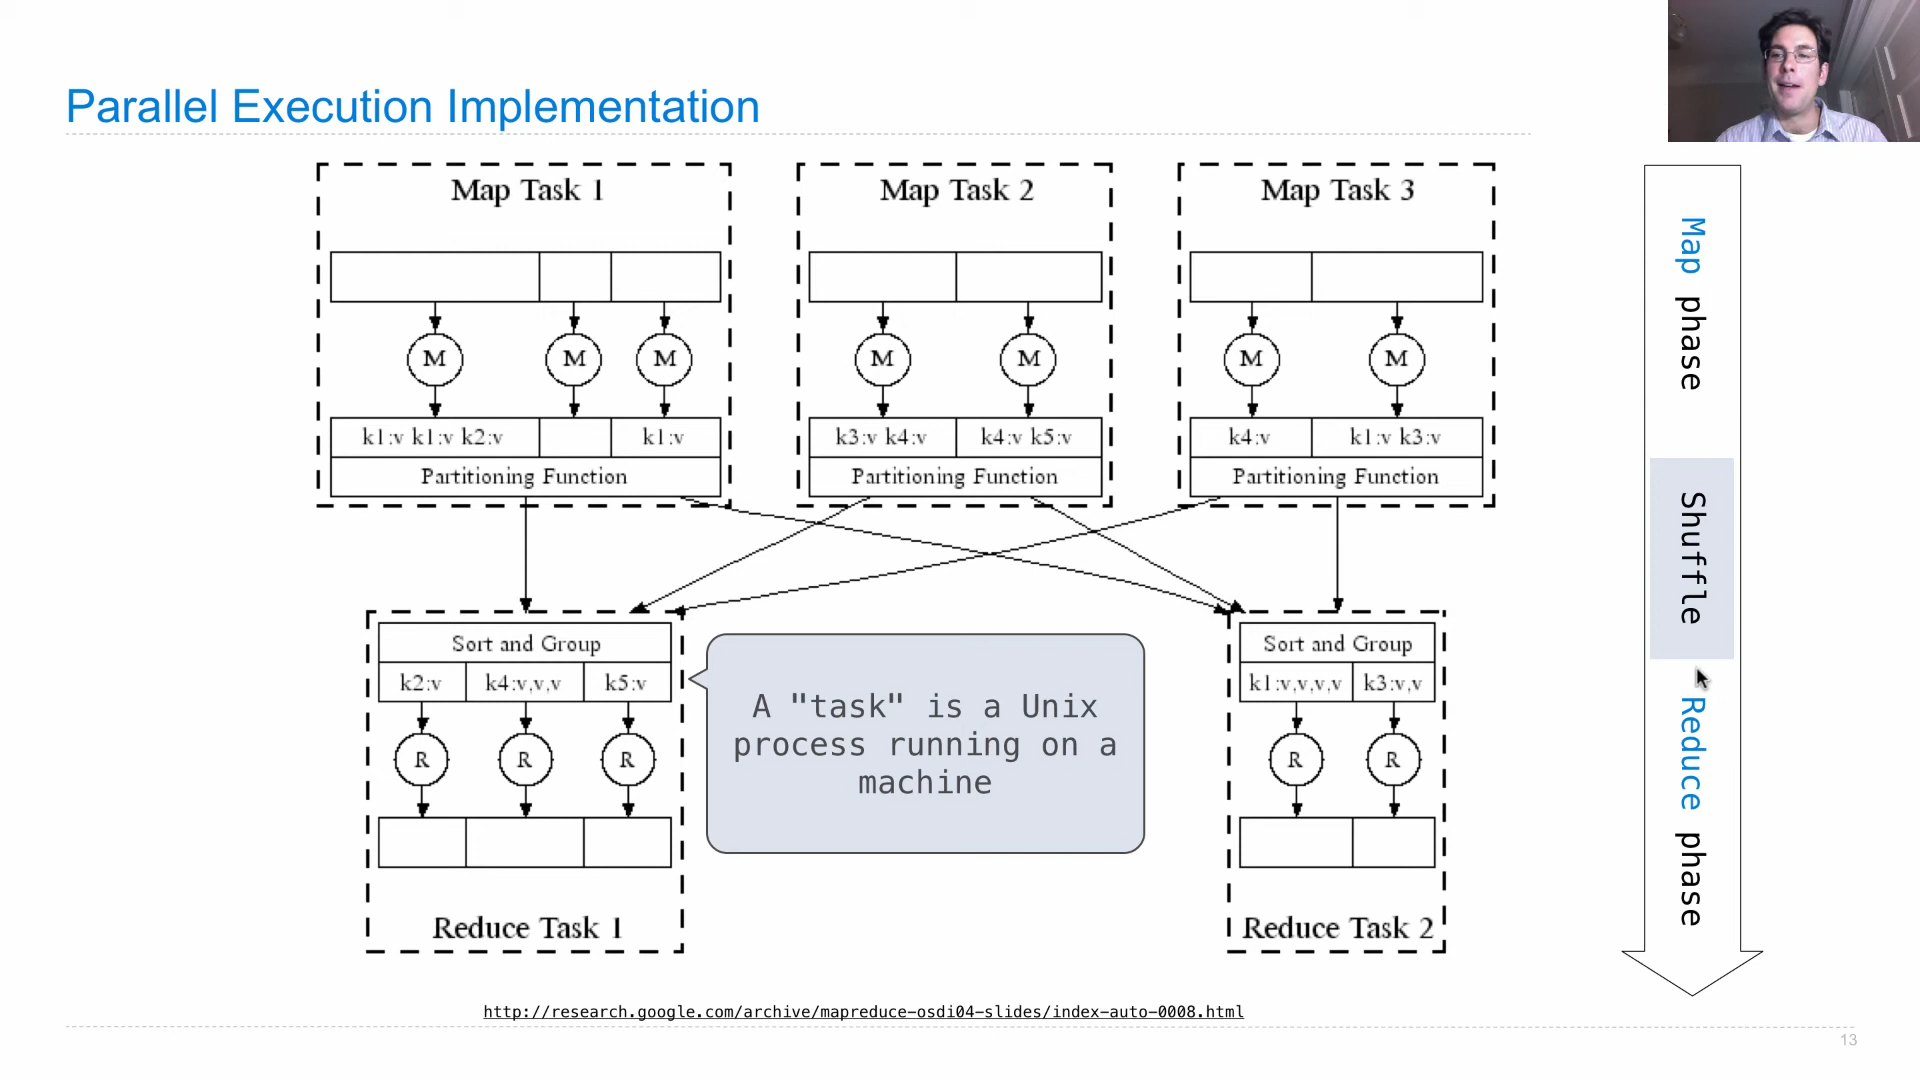 Parallel Execution Implementation
Map Task 1
Map Task 2
Map Task 3
M
M
M
M
M
M
M
k1:v k1:v k2:v
k1:v
k3:v k4:v
k4:v k5:v
k4:v
k1:v k3:v
Partitioning Function
Partitioning Function
Partitioning Function
Sort and Group
Sort and Group
k2:v
k4:v,v,v
k5:v
k1:v,v,v,v
k3:v,v
R
R
R
R
R
A "task" is a Unix
process running on a
machine
Reduce Task 1
Reduce Task 2
Map phase
Shuffle
Reduce phase
http://research.google.com/archive/mapreduce-osdi04-slides/index-auto-0008.html
13